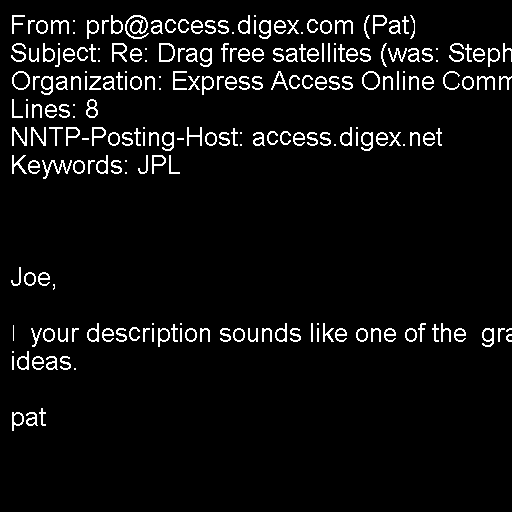 From: prb@access.digex.com (Pat)
Subject: Re: Drag free satellites (was: Steph
Organization: Express Access Online Comm
Lines: 8
NNTP-Posting-Host: access.digex.net
Keywords: JPL
Joe,
I  your description sounds like one of the  gra
ideas.
pat